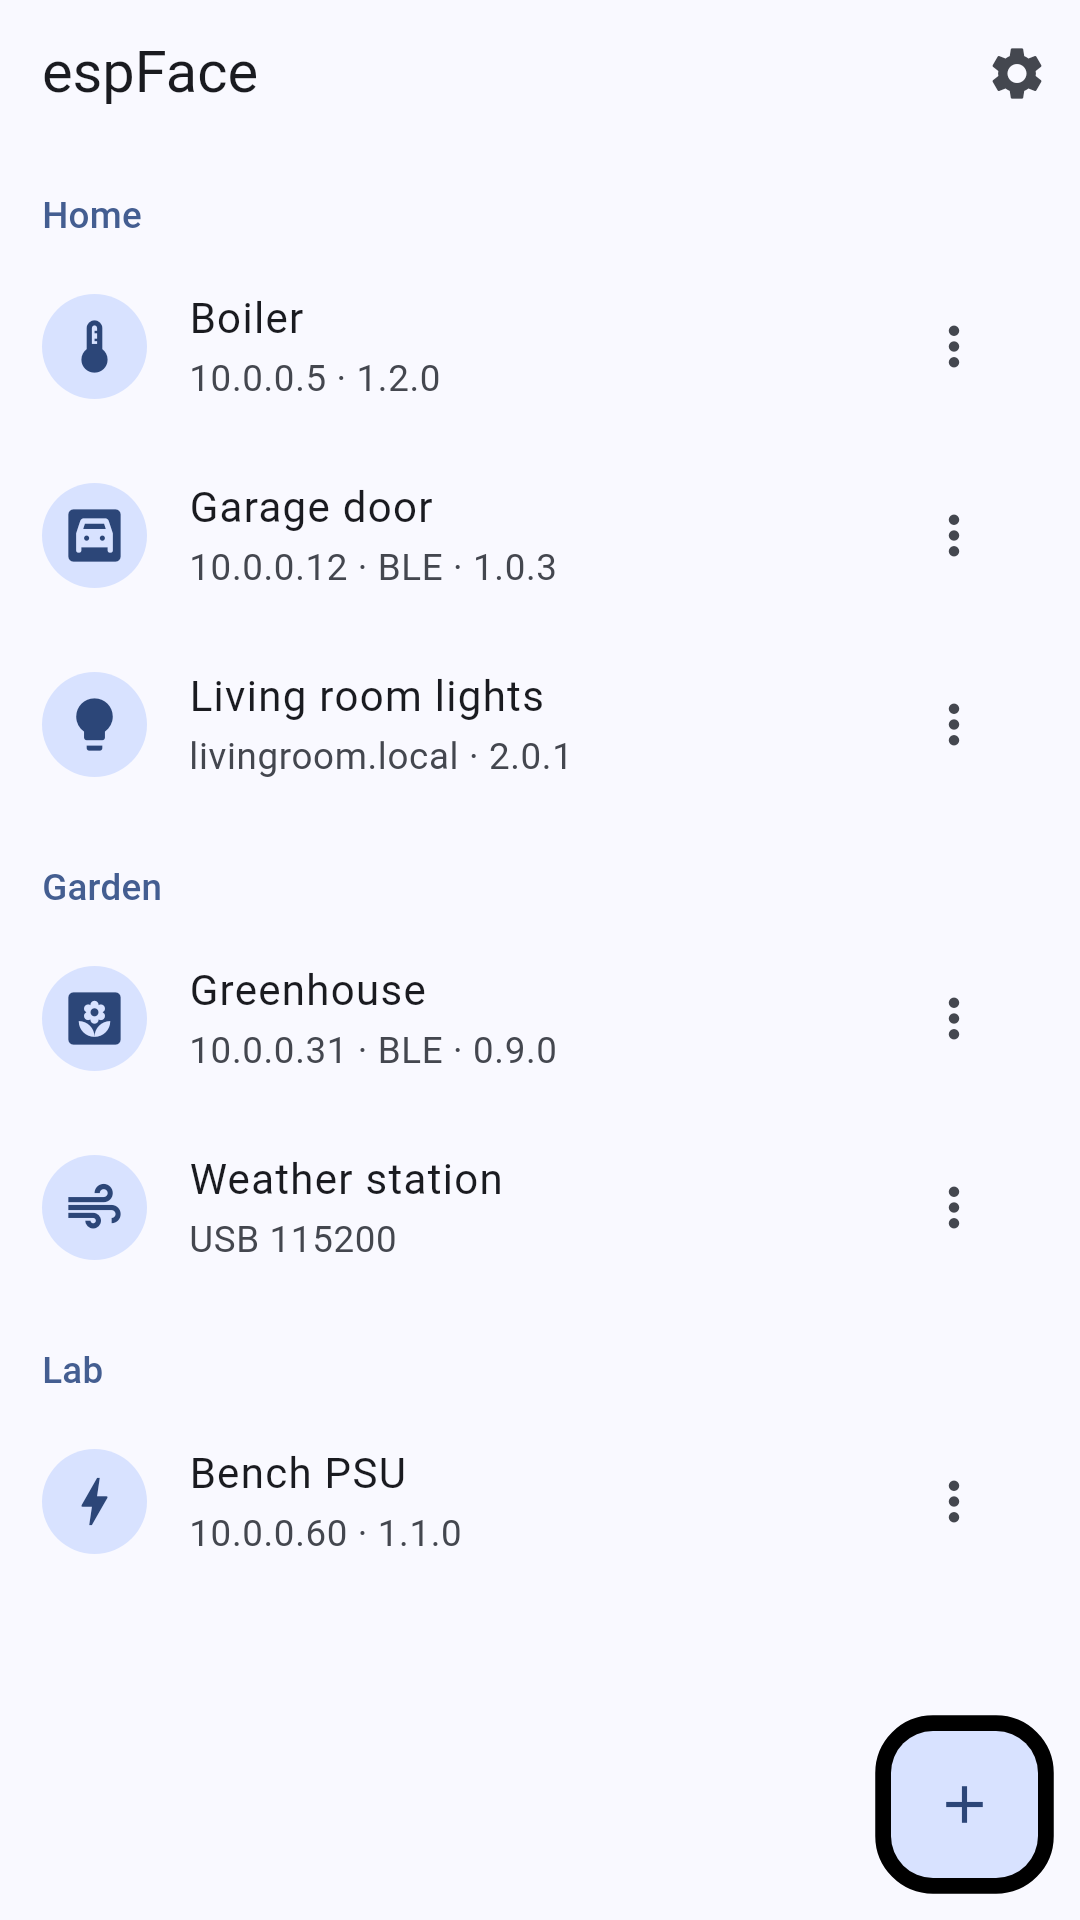 espFace
Home
Boiler
10.0.0.5 · 1.2.0
Garage door
10.0.0.12 · BLE · 1.0.3
Living room lights
livingroom.local · 2.0.1
Garden
Greenhouse
10.0.0.31 · BLE · 0.9.0
Weather station
USB 115200
Lab
Bench PSU
10.0.0.60 · 1.1.0